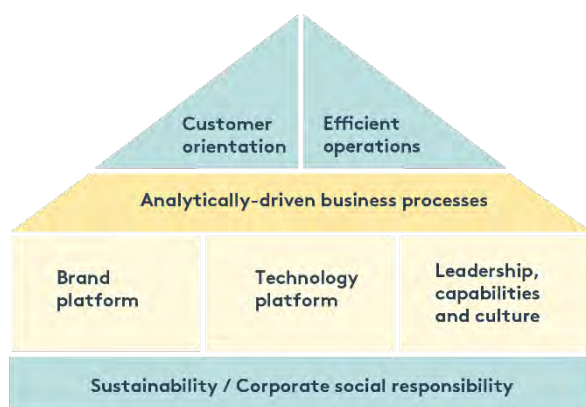 Customer
orientation
Efficient
operations
Analytically-driven business processes
Brand
platform
Technology
platform
Leadership,
capabilities
and culture
Sustainability / Corporate social responsibility